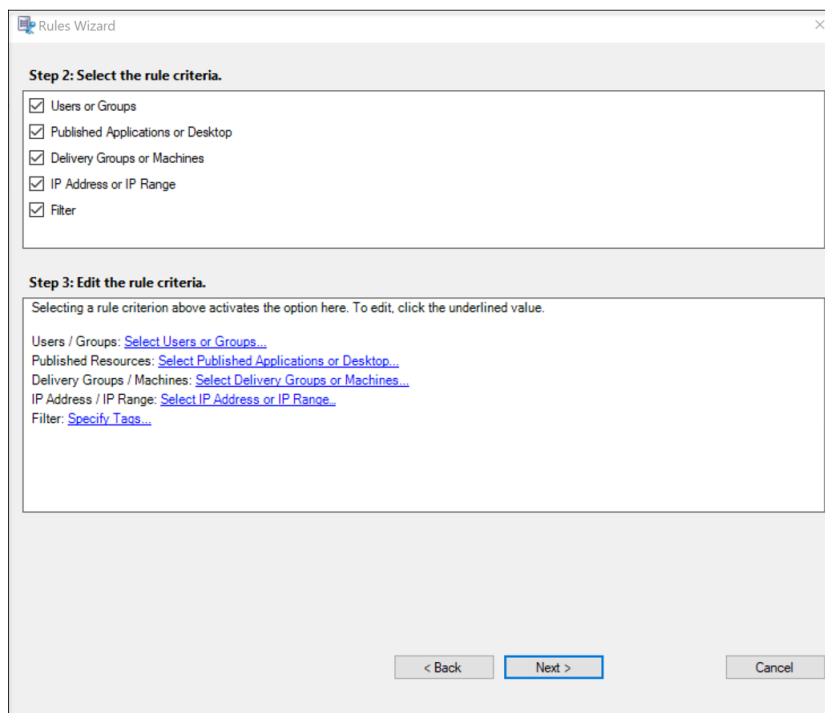 Rules Wizard
Step 2: Select the rule criteria.
Users or Groups
Published Applications or Desktop
Delivery Groups or Machines
IP Address or IP Range
Filter
Step 3: Edit the rule criteria.
Selecting a rule criterion above activates the option here. To edit, click the underlined value.
Users / Groups: Select Users or Groups...
Published Resources: Select Published Applications or Desktop...
Delivery Groups / Machines: Select Delivery Groups or Machines...
IP Address / IP Range: Select IP Address or IP Range...
Filter: Specify Tags...
< Back Next > Cancel